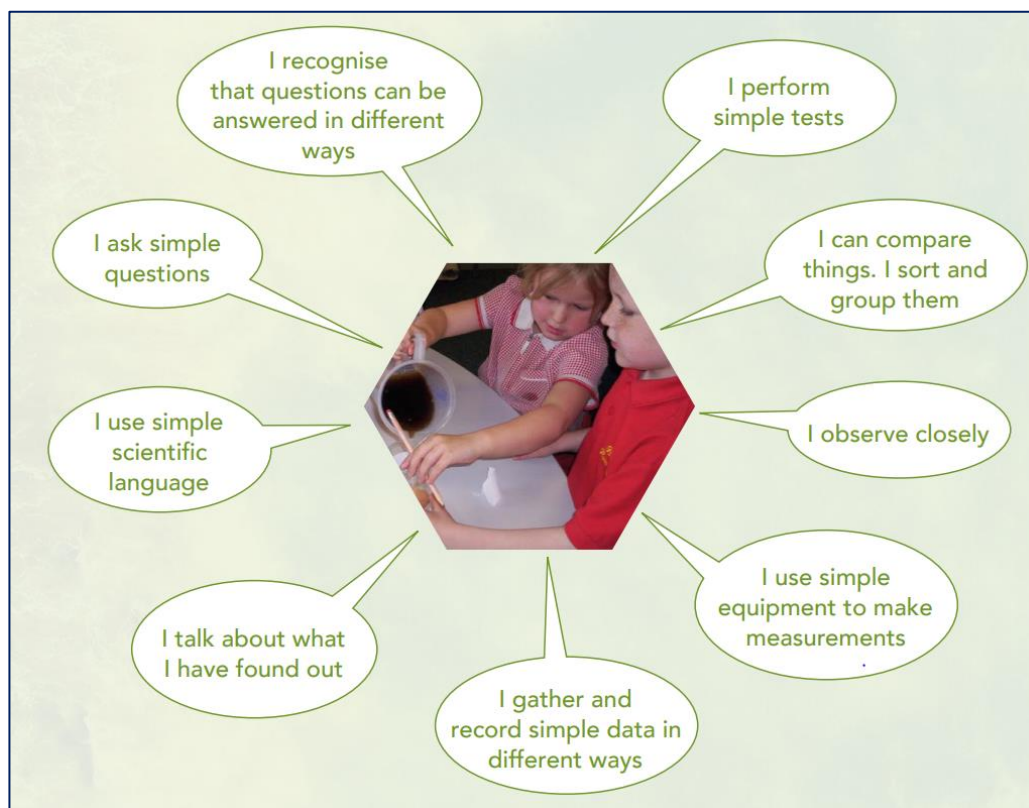 I recognise
that questions can be
answered in different
ways
I perform
simple tests
I ask simple
questions
I can compare
things. I sort and
group them
I use simple
scientific
language
I observe closely
I use simple
equipment to make
measurements
I talk about what
I have found out
I gather and
record simple data in
different ways